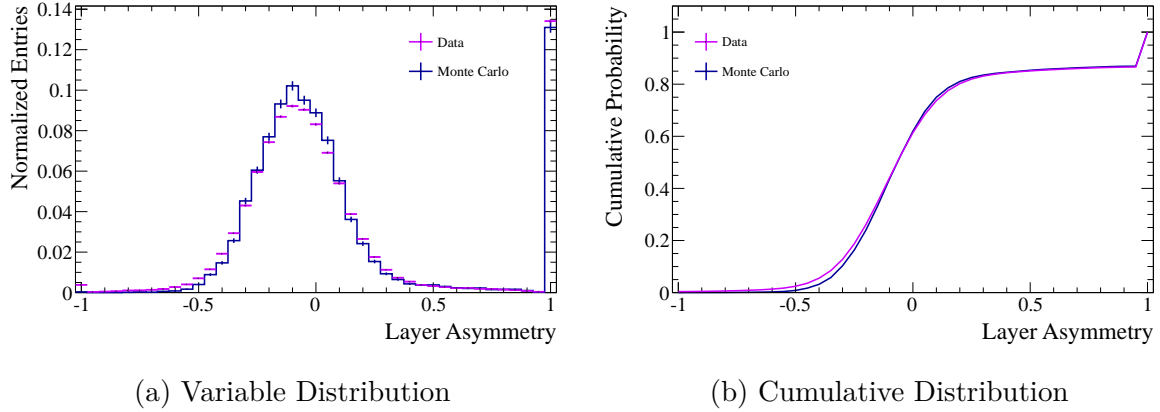 0.14
0.12
0.1
0.08
0.06
0.04
0.02
0
-1
-0.5
0
0.5
1
Normalized Entries
Layer Asymmetry
Data
Monte Carlo
(a) Variable Distribution
1
0.8
0.6
0.4
0.2
0
-1
-0.5
0
0.5
1
Cumulative Probability
Layer Asymmetry
Data
Monte Carlo
(b) Cumulative Distribution